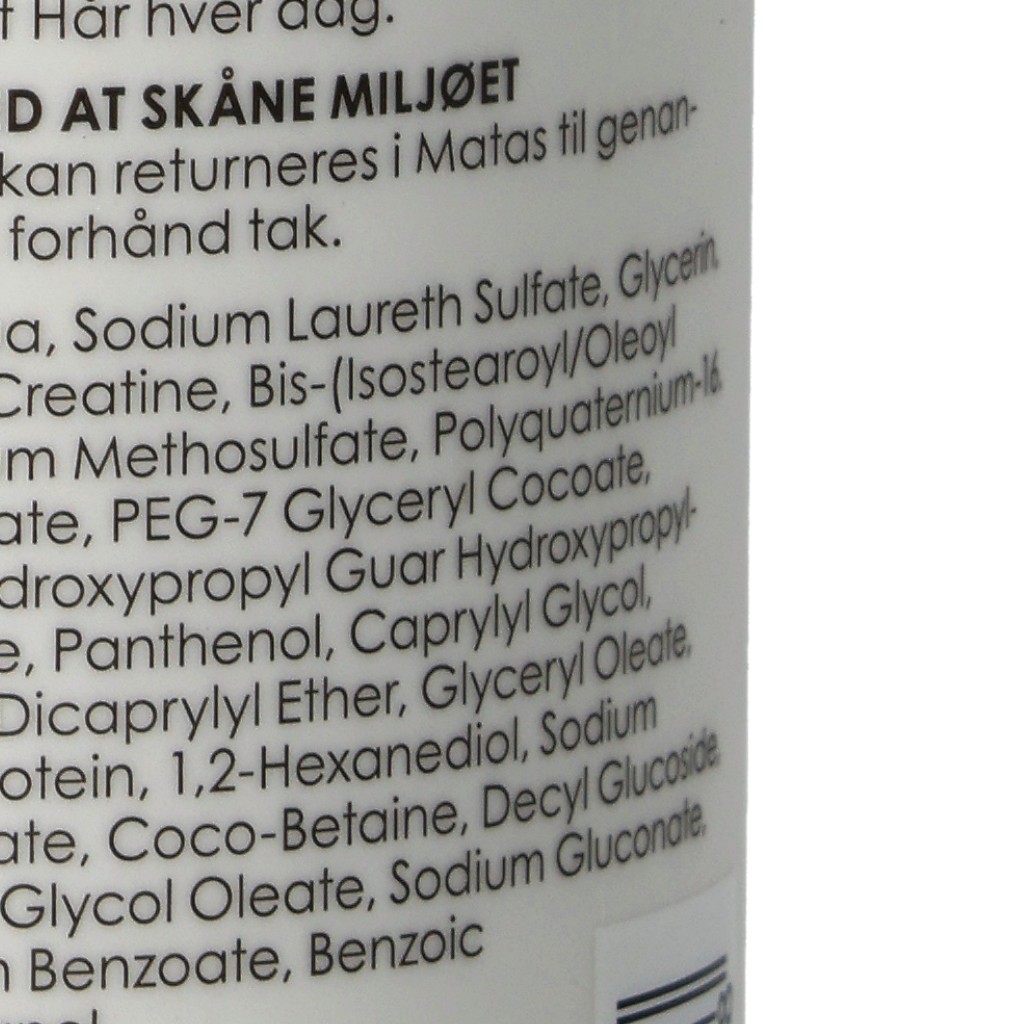 t Hår hver dag.
D AT SKÅNE MILJØET
kan returneres i Matas til genan-
forhånd tak.
a, Sodium Laureth Sulfate, Glycerin,
Creatine, Bis-(Isostearoyl/Oleoyl
m Methosulfate, Polyquaternium-16,
ate, PEG-7 Glyceryl Cocoate,
droxypropyl Guar Hydroxypropyl-
e, Panthenol, Caprylyl Glycol,
Dicaprylyl Ether, Glyceryl Oleate,
otein, 1,2-Hexanediol, Sodium
ate, Coco-Betaine, Decyl Glucoside,
Glycol Oleate, Sodium Gluconate,
Benzoate, Benzoic